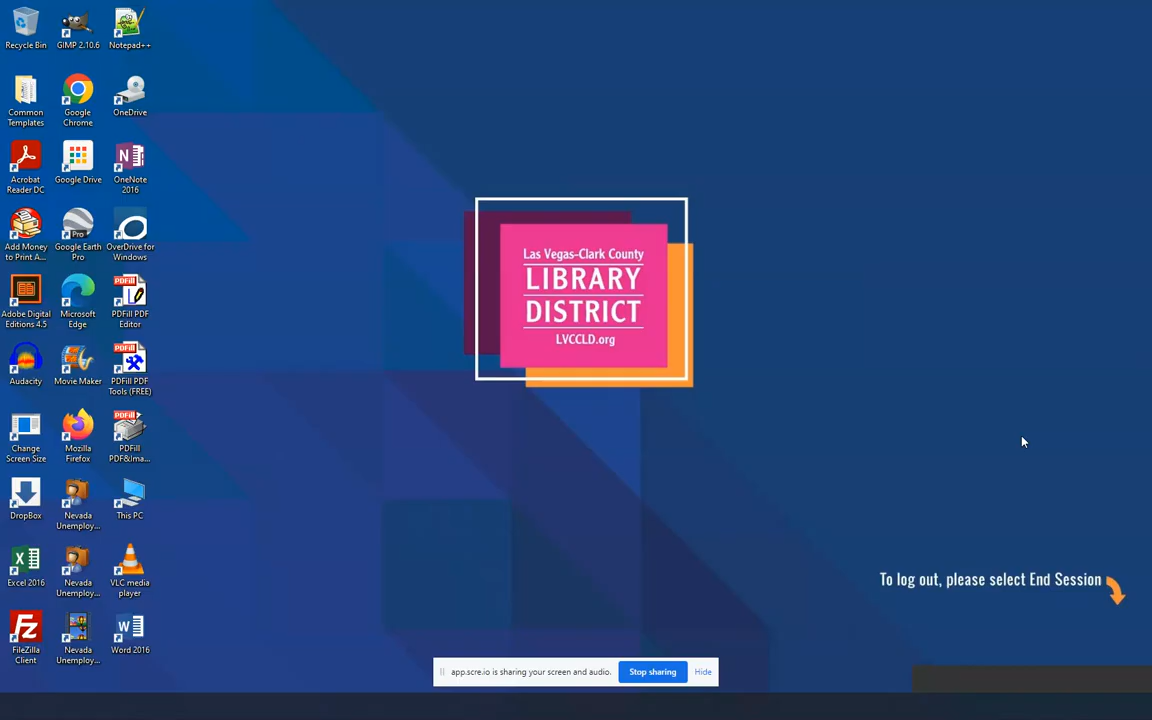 Recycle Bin
GIMP 2.10.6
Notepad++
Common
Templates
Google
Chrome
OneDrive
Acrobat
Reader DC
Google Drive
OneNote
2016
Add Money
to Print A...
Pro
Google Earth
Pro
OverDrive for
Windows
Adobe Digital
Editions 4.5
Microsoft
Edge
PDFill
PDFill PDF
Editor
Audacity
Movie Maker
PDFill
PDFill PDF
Tools (FREE)
Change
Screen Size
Mozilla
Firefox
PDFill
PDFill
PDF&Ima...
DropBox
Nevada
Unemploy...
This PC
Excel 2016
Nevada
Unemploy...
VLC media
player
FileZilla
Client
Nevada
Unemploy...
Word 2016
Las Vegas-Clark County
LIBRARY
DISTRICT
LVCCLD.org
To log out, please select End Session
app.scre.io is sharing your screen and audio.
Stop sharing
Hide